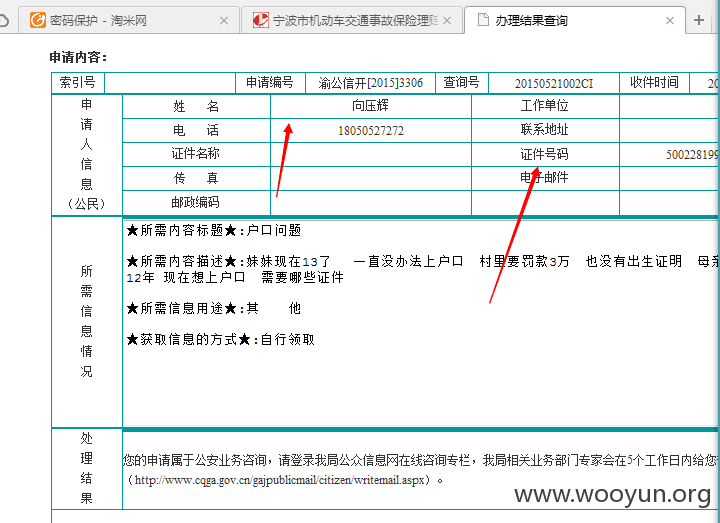 密码保护 - 淘米网 × 宁波市机动车交通事故保险理赔 × 办理结果查询 × +
申请内容:
索引号 申请编号 渝公信开[2015]3306 查询号 20150521002CI 收件时间 20
申请人信息（公民） 姓 名 向压辉 工作单位
电 话 18050527272 联系地址
证件名称 证件号码 500228199
传 真 电子邮件
邮政编码
所需信息情况
★所需内容标题★:户口问题
★所需内容描述★:妹妹现在13了 一直没办法上户口 村里要罚款3万 也没有出生证明 母亲
12年 现在想上户口 需要哪些证件
★所需信息用途★:其 他
★获取信息的方式★:自行领取
处理结果
您的申请属于公安业务咨询，请登录我局公众信息网在线咨询专栏，我局相关业务部门专家会在5个工作日内给您
（http://www.cqga.gov.cn/gajpublicmail/citizen/writemail.aspx）。
www.wooyun.org